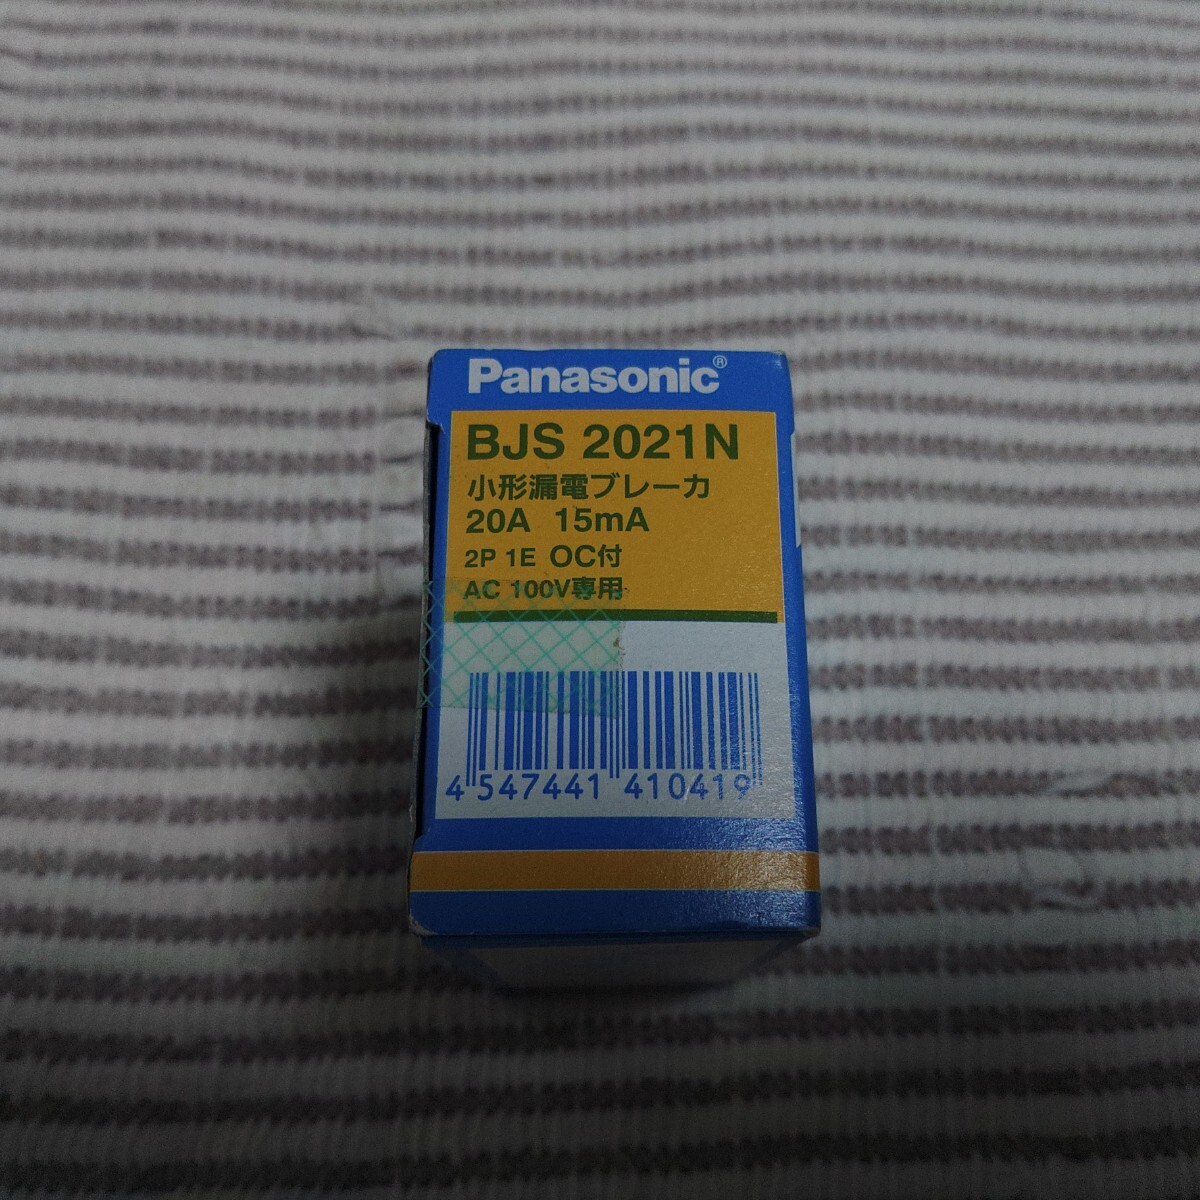 Panasonic®
BJS 2021N
小形漏電ブレーカ
20A 15mA
2P 1E OC付
AC 100V専用
4 547441 410419